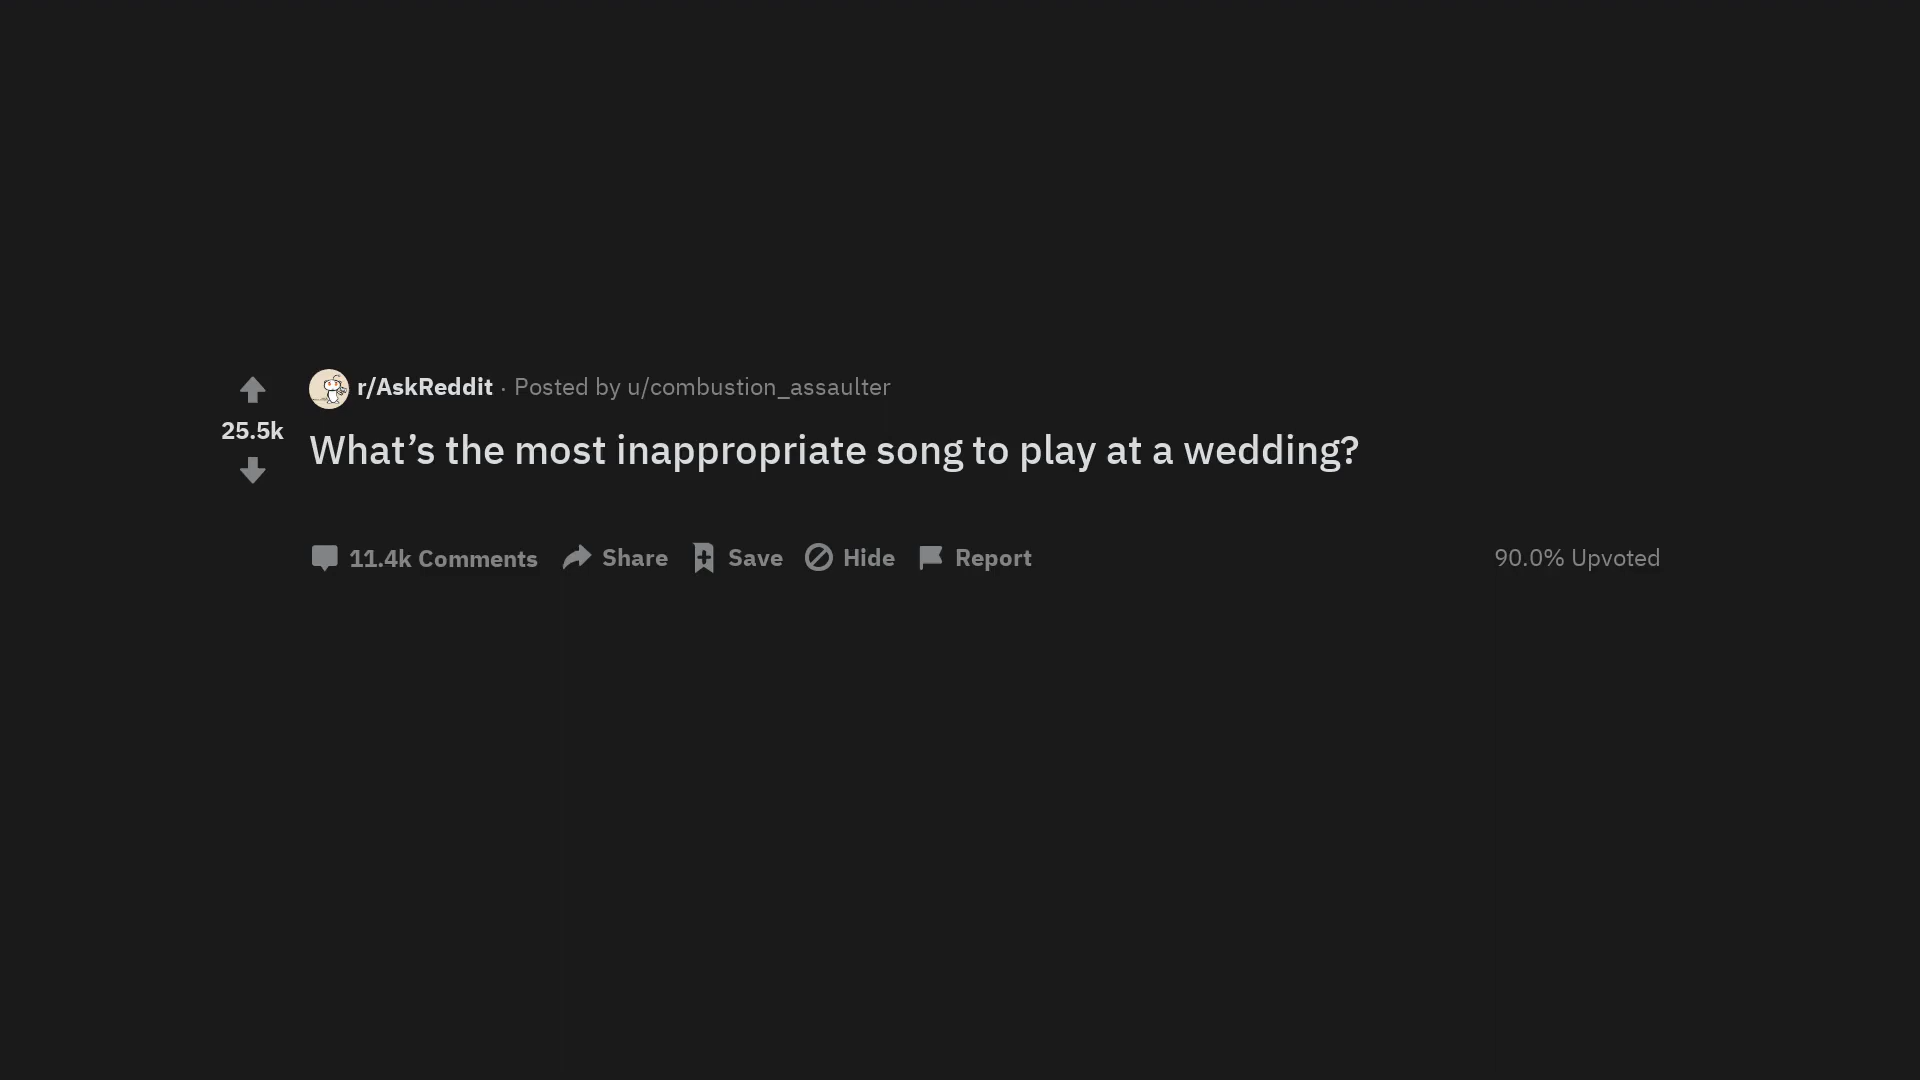 r/AskReddit · Posted by u/combustion_assaulter
25.5k
What’s the most inappropriate song to play at a wedding?
11.4k Comments Share Save Hide Report 90.0% Upvoted